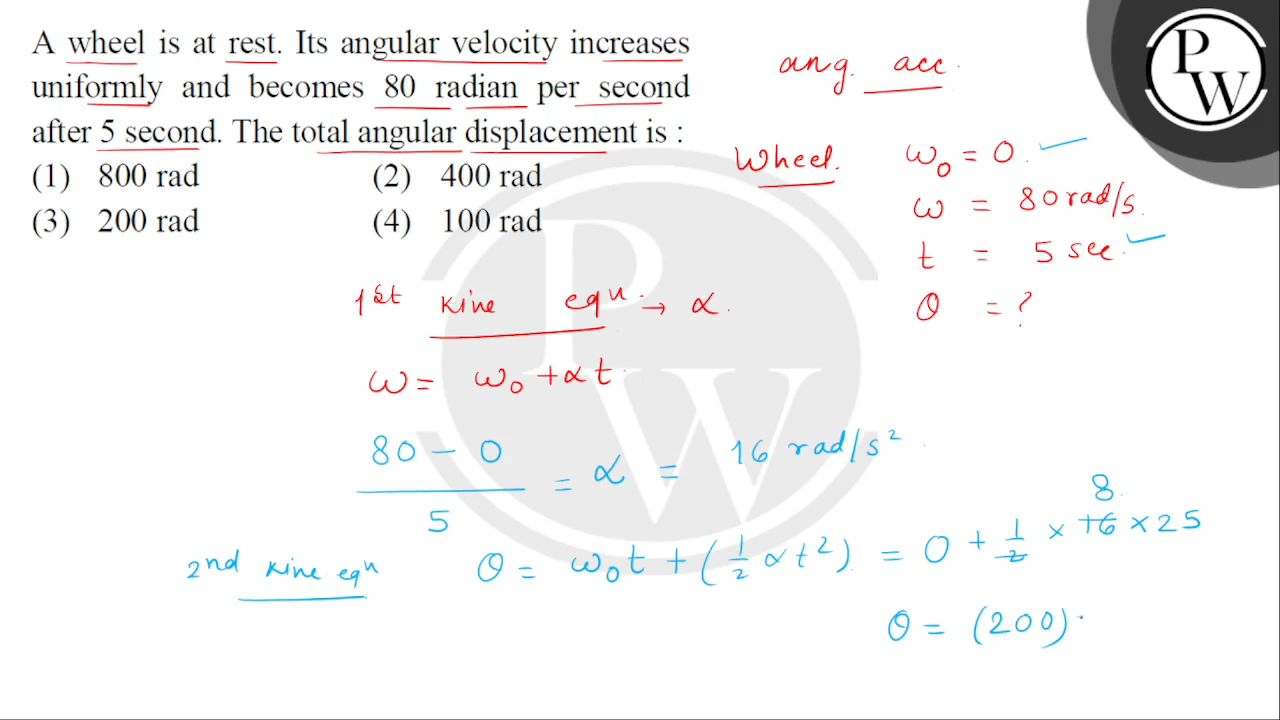 A wheel is at rest. Its angular velocity increases
uniformly and becomes 80 radian per second
after 5 second. The total angular displacement is :
(1) 800 rad (2) 400 rad
(3) 200 rad (4) 100 rad
ang. acc.
P
W
Wheel. ω₀ = 0.
ω = 80 rad/s.
t = 5 sec.
θ = ?
1st Kine equⁿ. → α.
ω = ω₀ + αt.
80 - 0 / 5 = α = 16 rad/s².
2nd Kine eqⁿ θ = ω₀t + (1/2 αt²) = 0 + 1/2 × 16 × 25
8.
θ = (200).
P
W